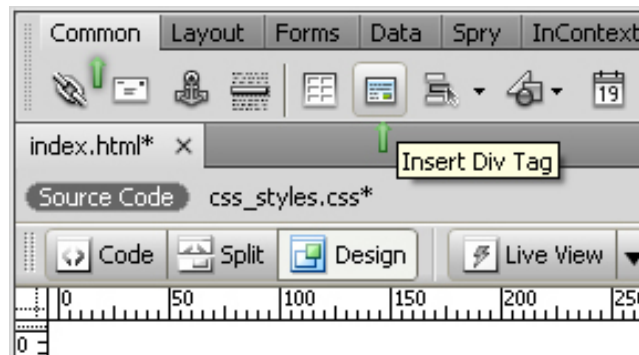 Common Layout Forms Data Spry InContext
19
index.html* ×
Insert Div Tag
Source Code css_styles.css*
Code Split Design Live View
0 50 100 150 200 250
0